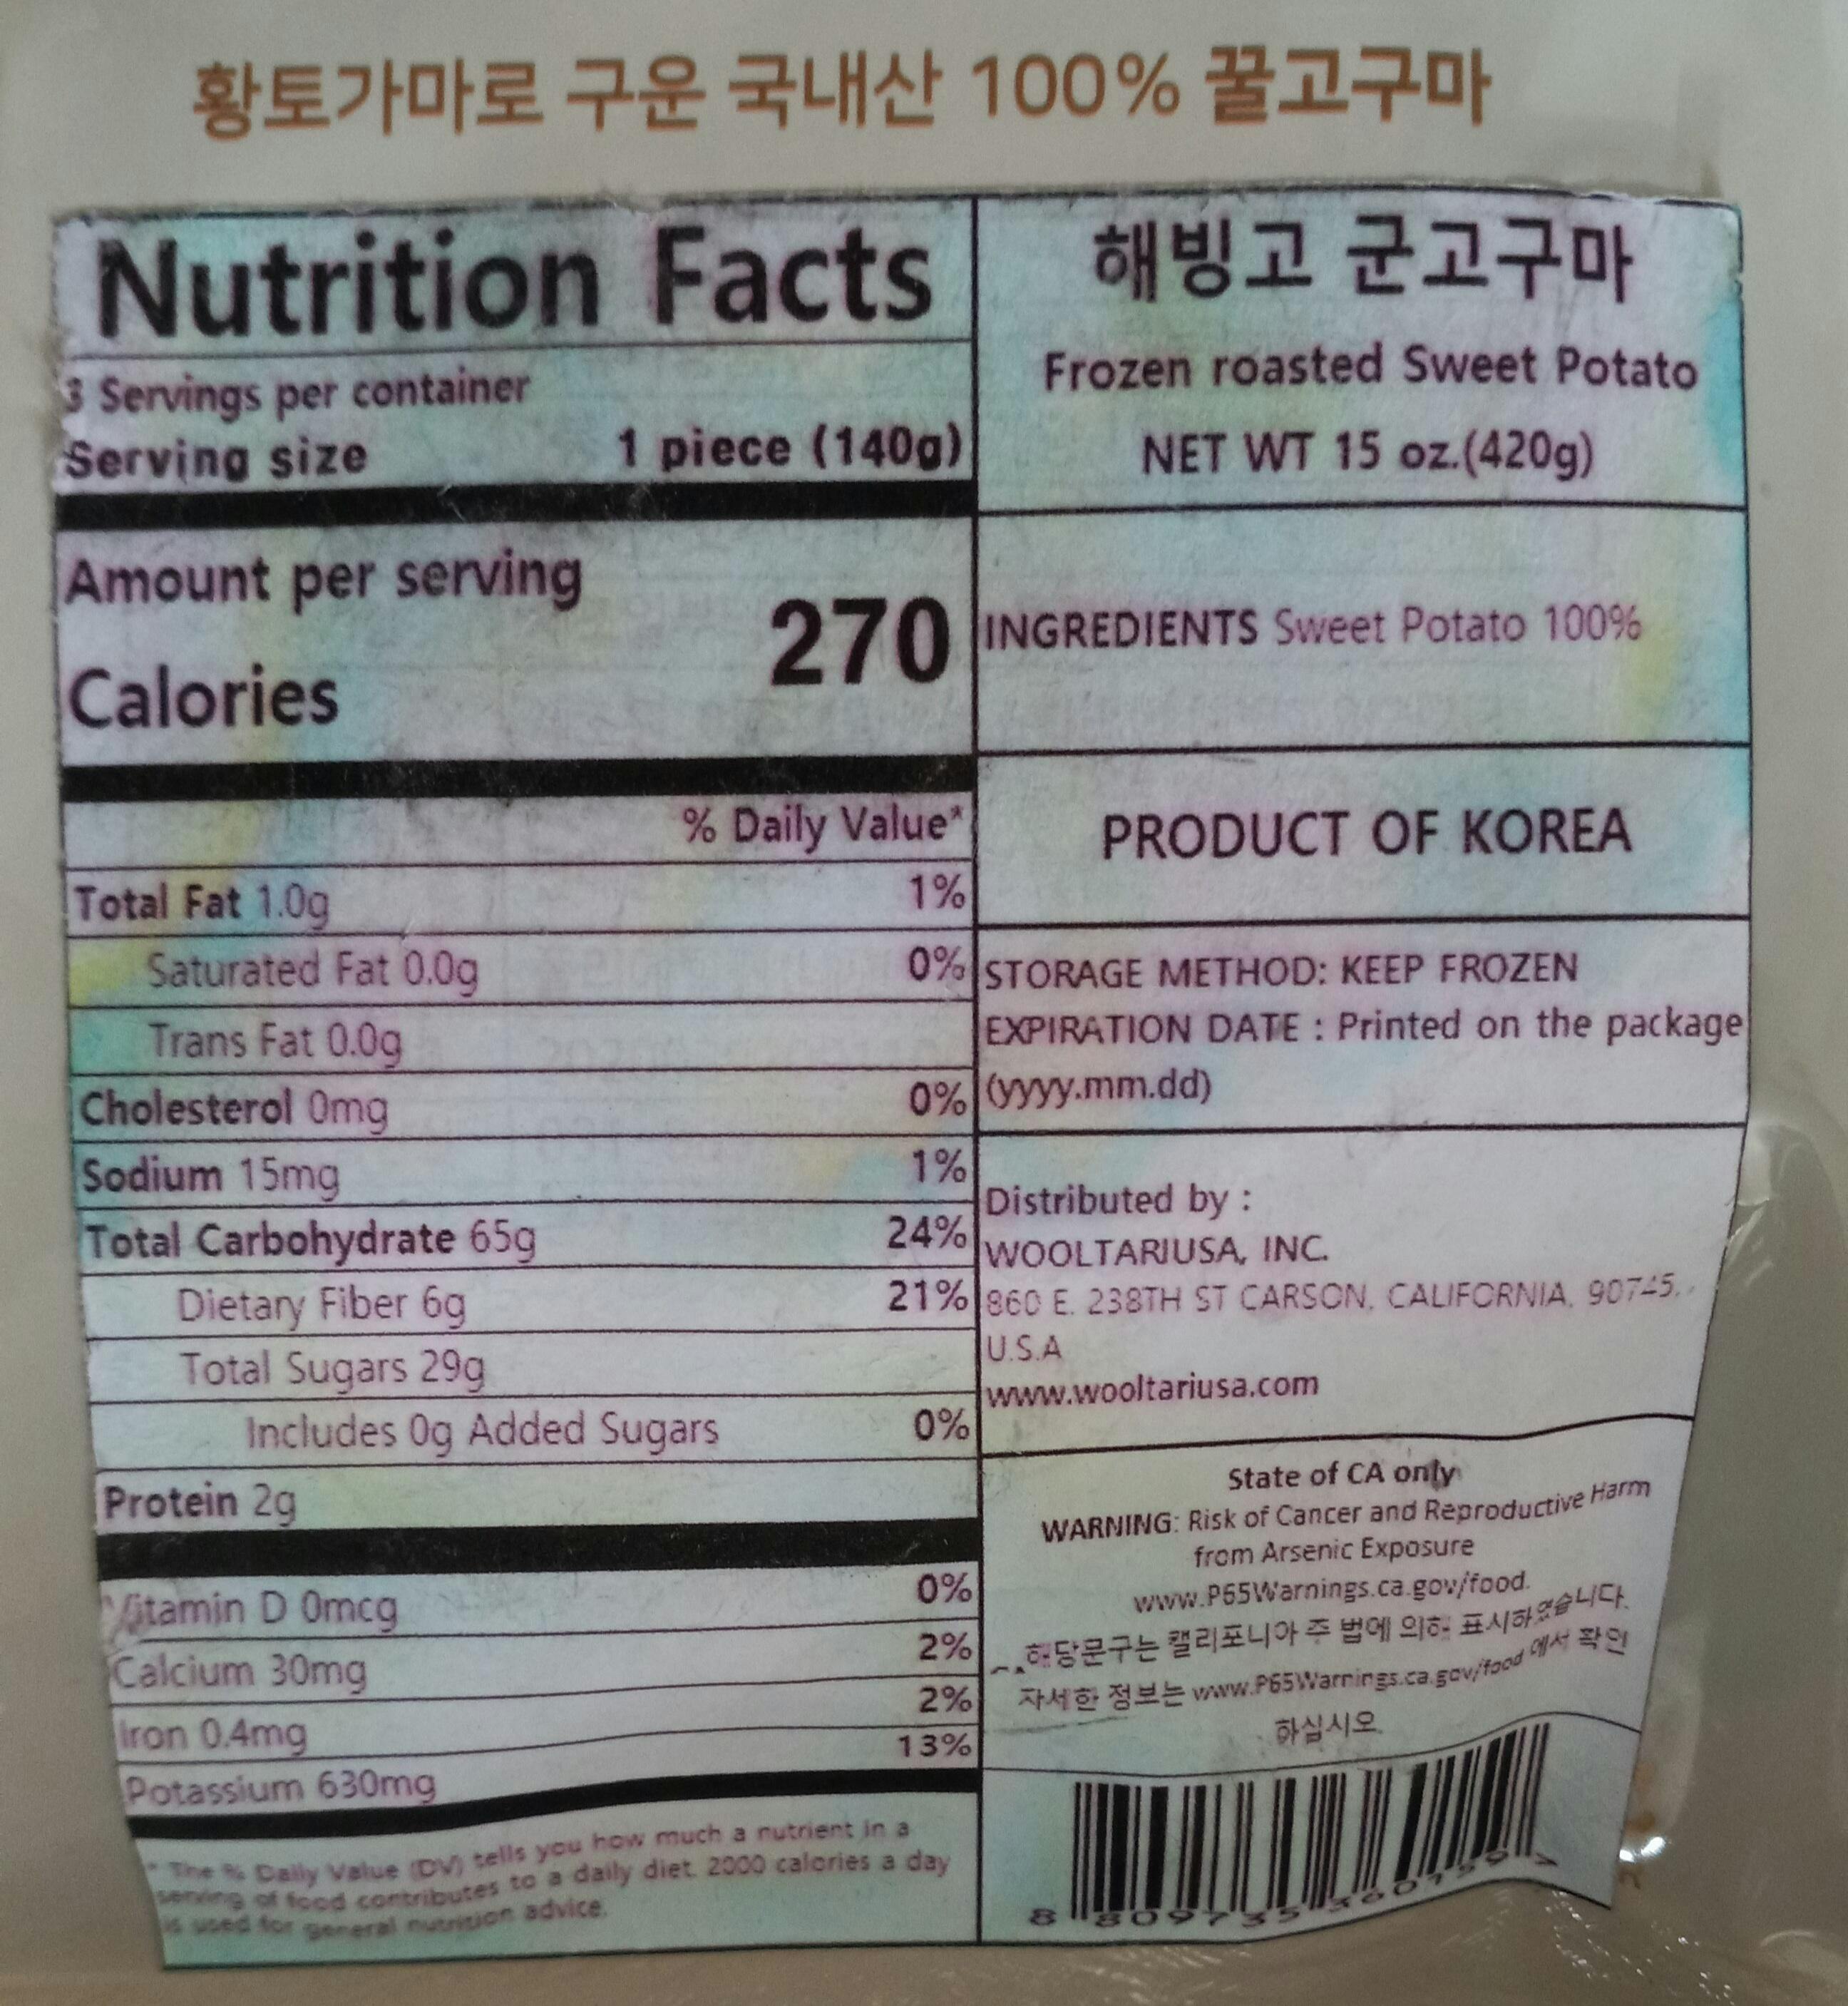 황토가마로 구운 국내산 100% 꿀고구마
Nutrition Facts
3 Servings per container
Serving size 1 piece (140g)
Amount per serving
Calories 270
% Daily Value*
Total Fat 1.0g 1%
Saturated Fat 0.0g 0%
Trans Fat 0.0g
Cholesterol 0mg 0%
Sodium 15mg 1%
Total Carbohydrate 65g 24%
Dietary Fiber 6g 21%
Total Sugars 29g
Includes 0g Added Sugars 0%
Protein 2g
Vitamin D 0mcg 0%
Calcium 30mg 2%
Iron 0.4mg 2%
Potassium 630mg 13%
* The % Daily Value (DV) tells you how much a nutrient in a
serving of food contributes to a daily diet. 2000 calories a day
is used for general nutrition advice.
해빙고 군고구마
Frozen roasted Sweet Potato
NET WT 15 oz.(420g)
INGREDIENTS Sweet Potato 100%
PRODUCT OF KOREA
STORAGE METHOD: KEEP FROZEN
EXPIRATION DATE : Printed on the package
(yyyy.mm.dd)
Distributed by :
WOOLTARIUSA, INC.
860 E. 238TH ST CARSON, CALIFORNIA, 90745,
U.S.A
www.wooltariusa.com
State of CA only
WARNING: Risk of Cancer and Reproductive Harm
from Arsenic Exposure
www.P65Warnings.ca.gov/food.
해당문구는 캘리포니아 주 법에 의해 표시하였습니다.
자세한 정보는 www.P65Warnings.ca.gov/food 에서 확인
하십시오.